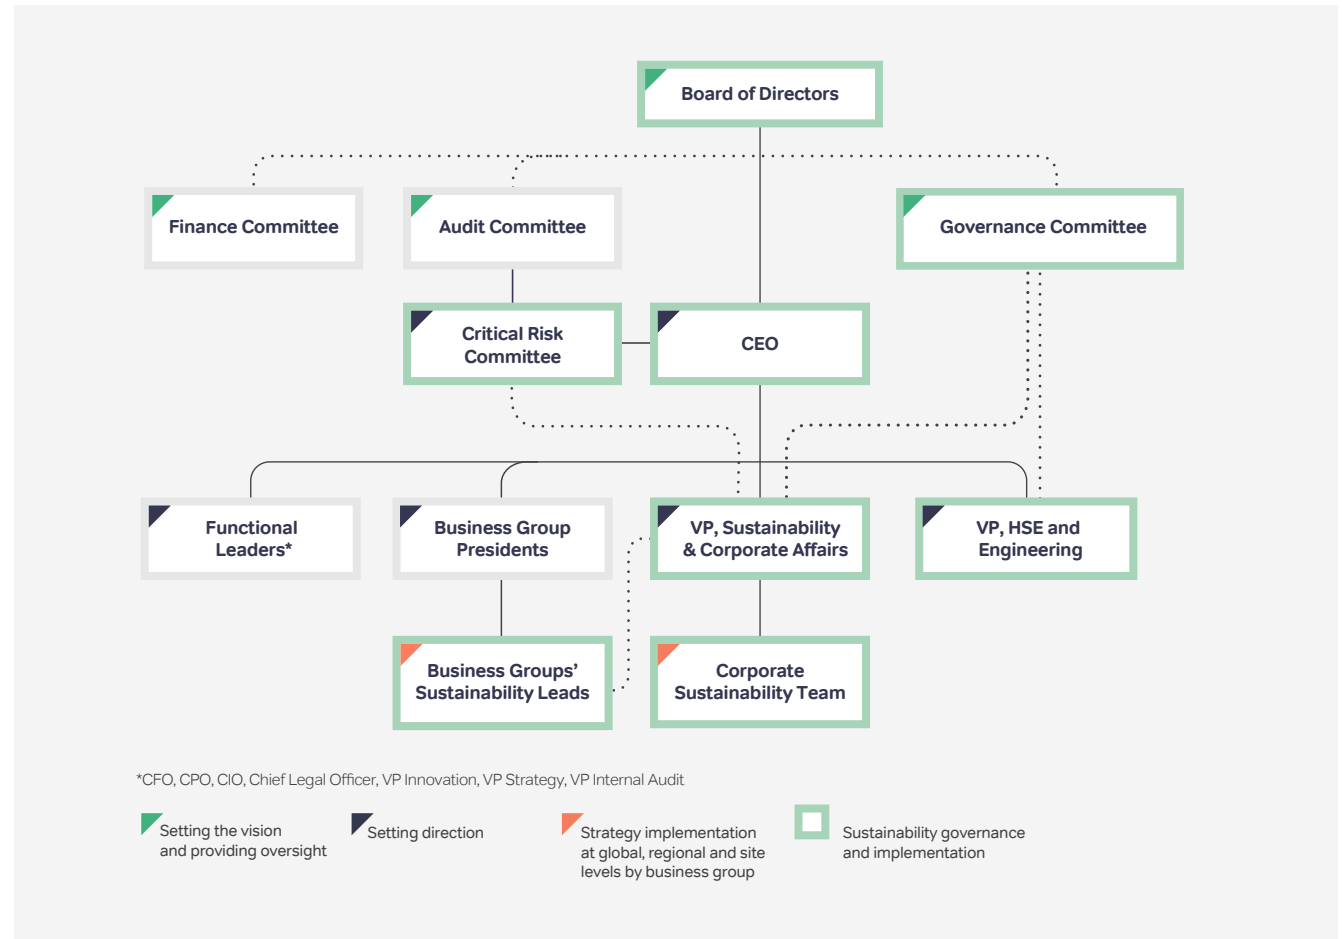 Board of Directors
Finance Committee
Audit Committee
Governance Committee
Critical Risk
Committee
CEO
Functional
Leaders*
Business Group
Presidents
VP, Sustainability
& Corporate Affairs
VP, HSE and
Engineering
Business Groups’
Sustainability Leads
Corporate
Sustainability Team
*CFO, CPO, CIO, Chief Legal Officer, VP Innovation, VP Strategy, VP Internal Audit
Setting the vision
and providing oversight
Setting direction
Strategy implementation
at global, regional and site
levels by business group
Sustainability governance
and implementation